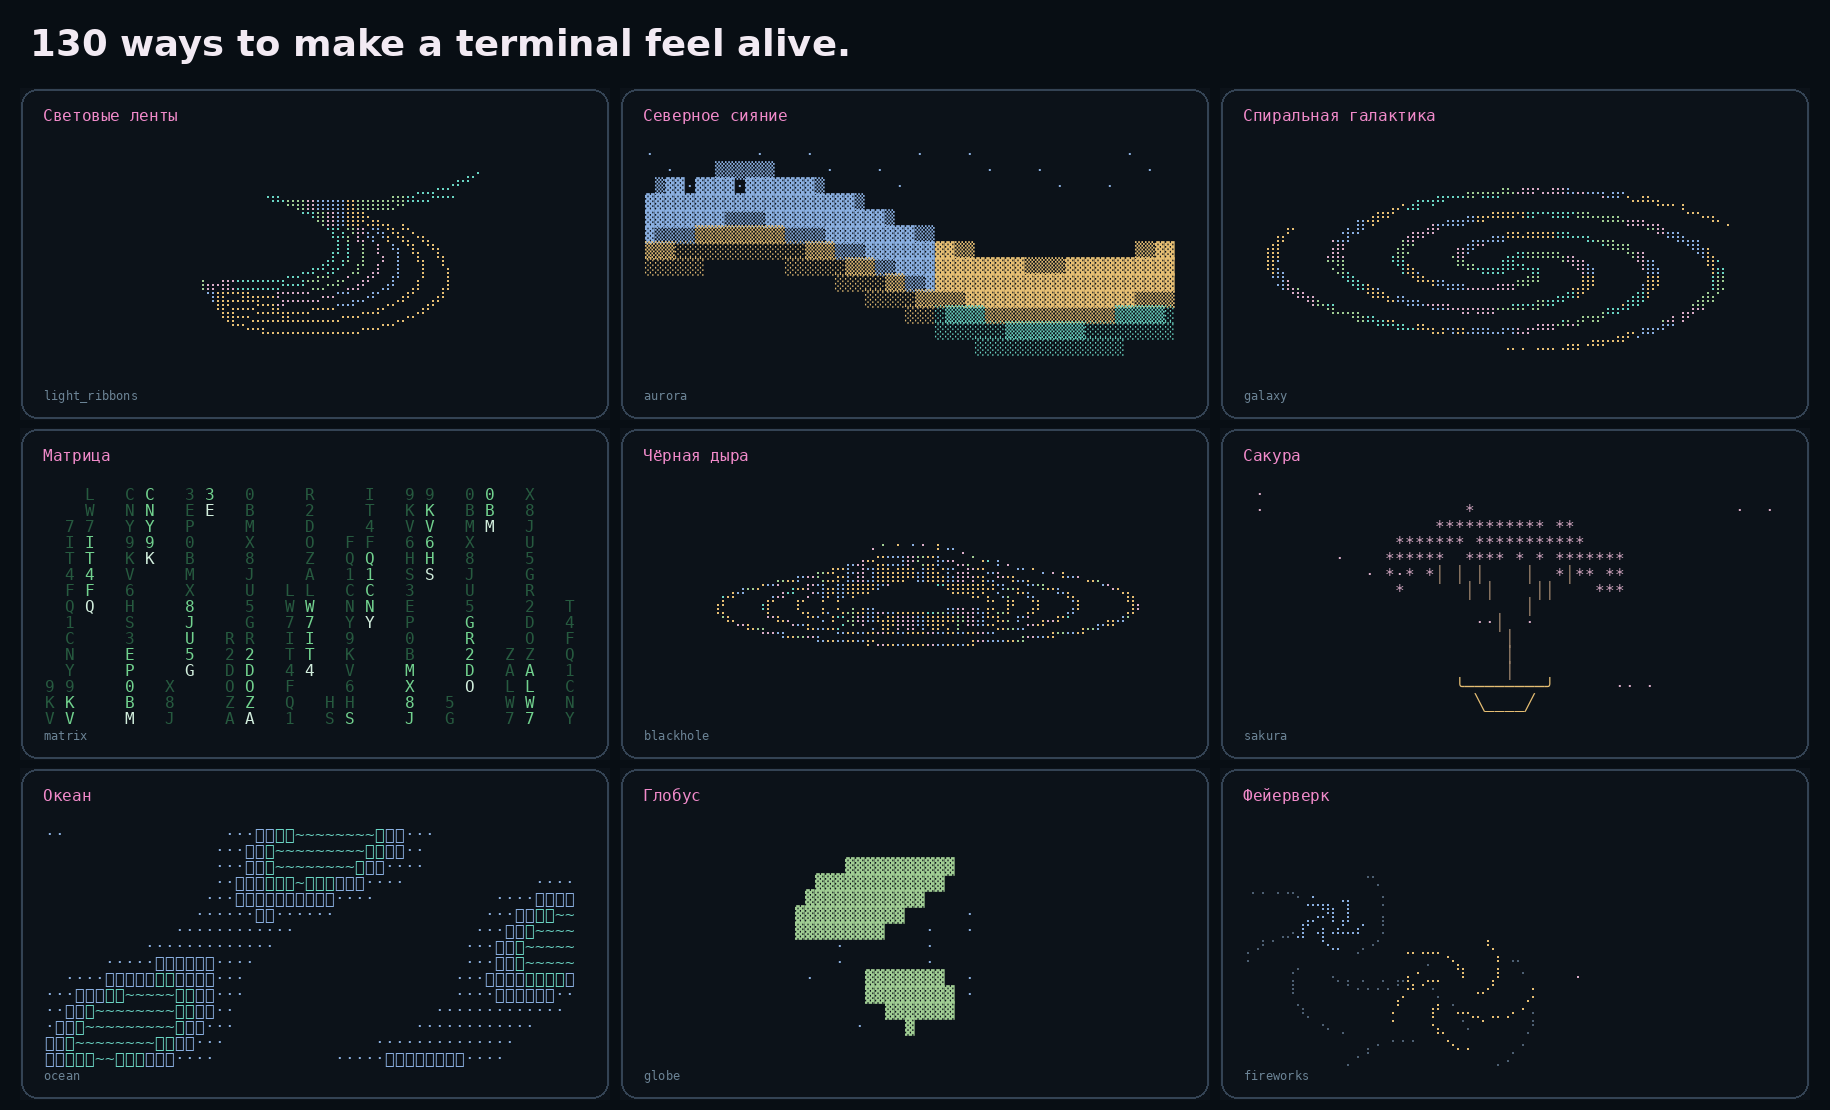 130 ways to make a terminal feel alive.
Световые ленты
light_ribbons
Северное сияние
aurora
Спиральная галактика
galaxy
Матрица
matrix
Чёрная дыра
blackhole
Сакура
sakura
Океан
ocean
Глобус
globe
Фейерверк
fireworks